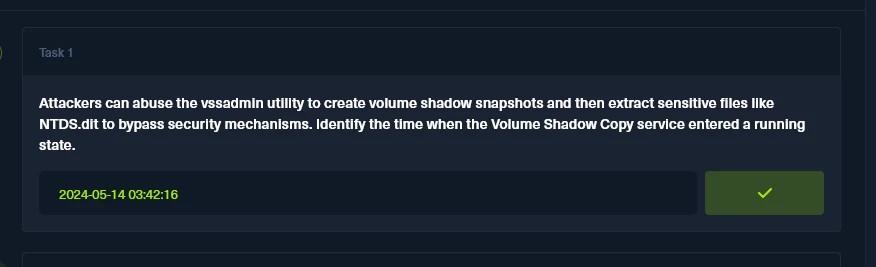 Task 1
Attackers can abuse the vssadmin utility to create volume shadow snapshots and then extract sensitive files like
NTDS.dit to bypass security mechanisms. Identify the time when the Volume Shadow Copy service entered a running
state.
2024-05-14 03:42:16